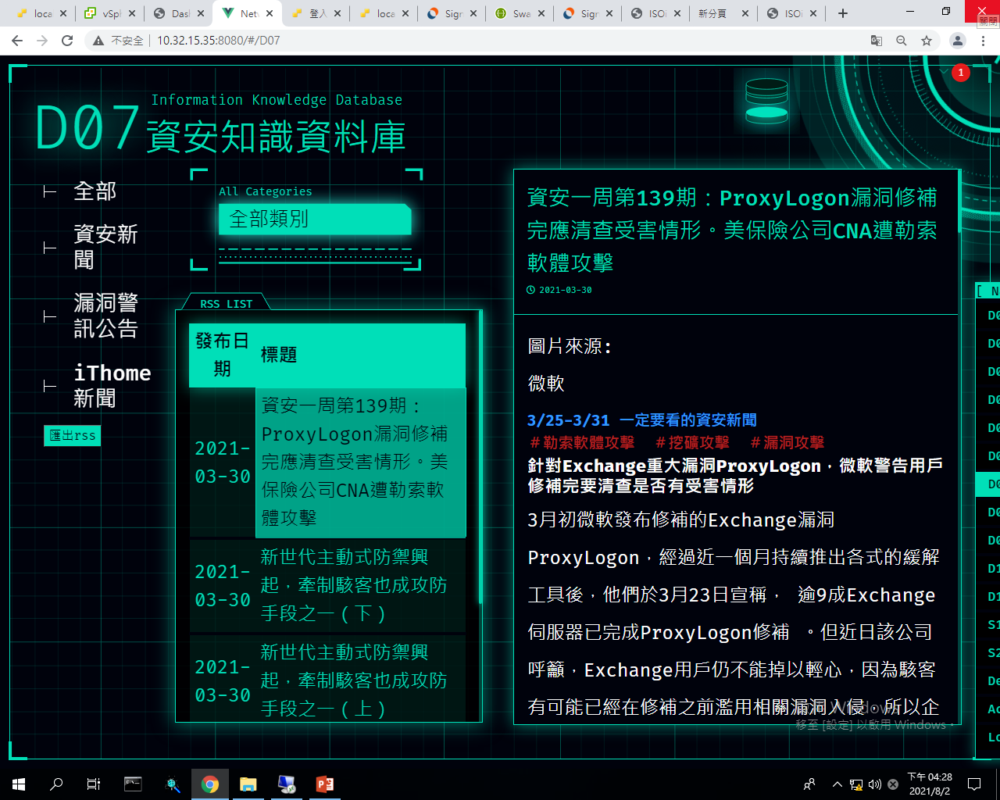 loca
vSph
Dash
Netv
登入
loca
Sign
Swa
Sign
ISOi
新分頁
ISOi
關閉
不安全
10.32.15.35:8080/#/D07
1
D07
Information Knowledge Database
資安知識資料庫
全部
資安新
聞
漏洞警
訊公告
iThome
新聞
匯出rss
All Categories
全部類別
RSS LIST
發布日
期
標題
2021-
03-30
資安一周第139期：
ProxyLogon漏洞修補
完應清查受害情形。美
保險公司CNA遭勒索軟
體攻擊
2021-
03-30
新世代主動式防禦興
起，牽制駭客也成攻防
手段之一（下）
2021-
03-30
新世代主動式防禦興
起，牽制駭客也成攻防
手段之一（上）
資安一周第139期：ProxyLogon漏洞修補
完應清查受害情形。美保險公司CNA遭勒索
軟體攻擊
2021-03-30
圖片來源:
微軟
3/25-3/31 一定要看的資安新聞
＃勒索軟體攻擊 ＃挖礦攻擊 ＃漏洞攻擊
針對Exchange重大漏洞ProxyLogon，微軟警告用戶
修補完要清查是否有受害情形
3月初微軟發布修補的Exchange漏洞
ProxyLogon，經過近一個月持續推出各式的緩解
工具後，他們於3月23日宣稱， 逾9成Exchange
伺服器已完成ProxyLogon修補 。但近日該公司
呼籲，Exchange用戶仍不能掉以輕心，因為駭客
有可能已經在修補之前濫用相關漏洞入侵，所以企
Windows
移至 [設定] 以啟用 Windows。
[ N
D1
D1
S1
S2
De
Ac
Lo
下午 04:28
2021/8/2